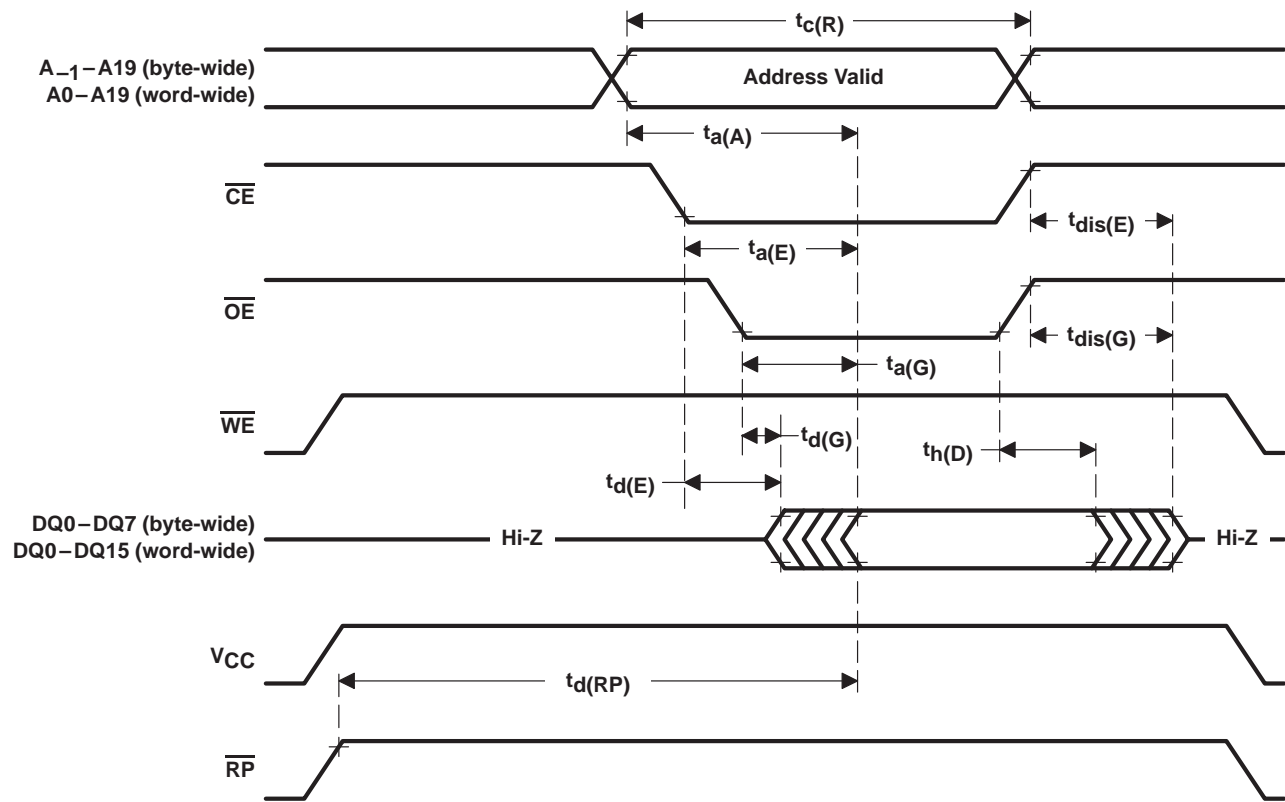 tc(R)
A–1–A19 (byte-wide)
A0–A19 (word-wide)
Address Valid
ta(A)
CE
tdis(E)
ta(E)
OE
tdis(G)
ta(G)
WE
td(G)
th(D)
td(E)
DQ0–DQ7 (byte-wide)
DQ0–DQ15 (word-wide)
Hi-Z
Hi-Z
VCC
td(RP)
RP